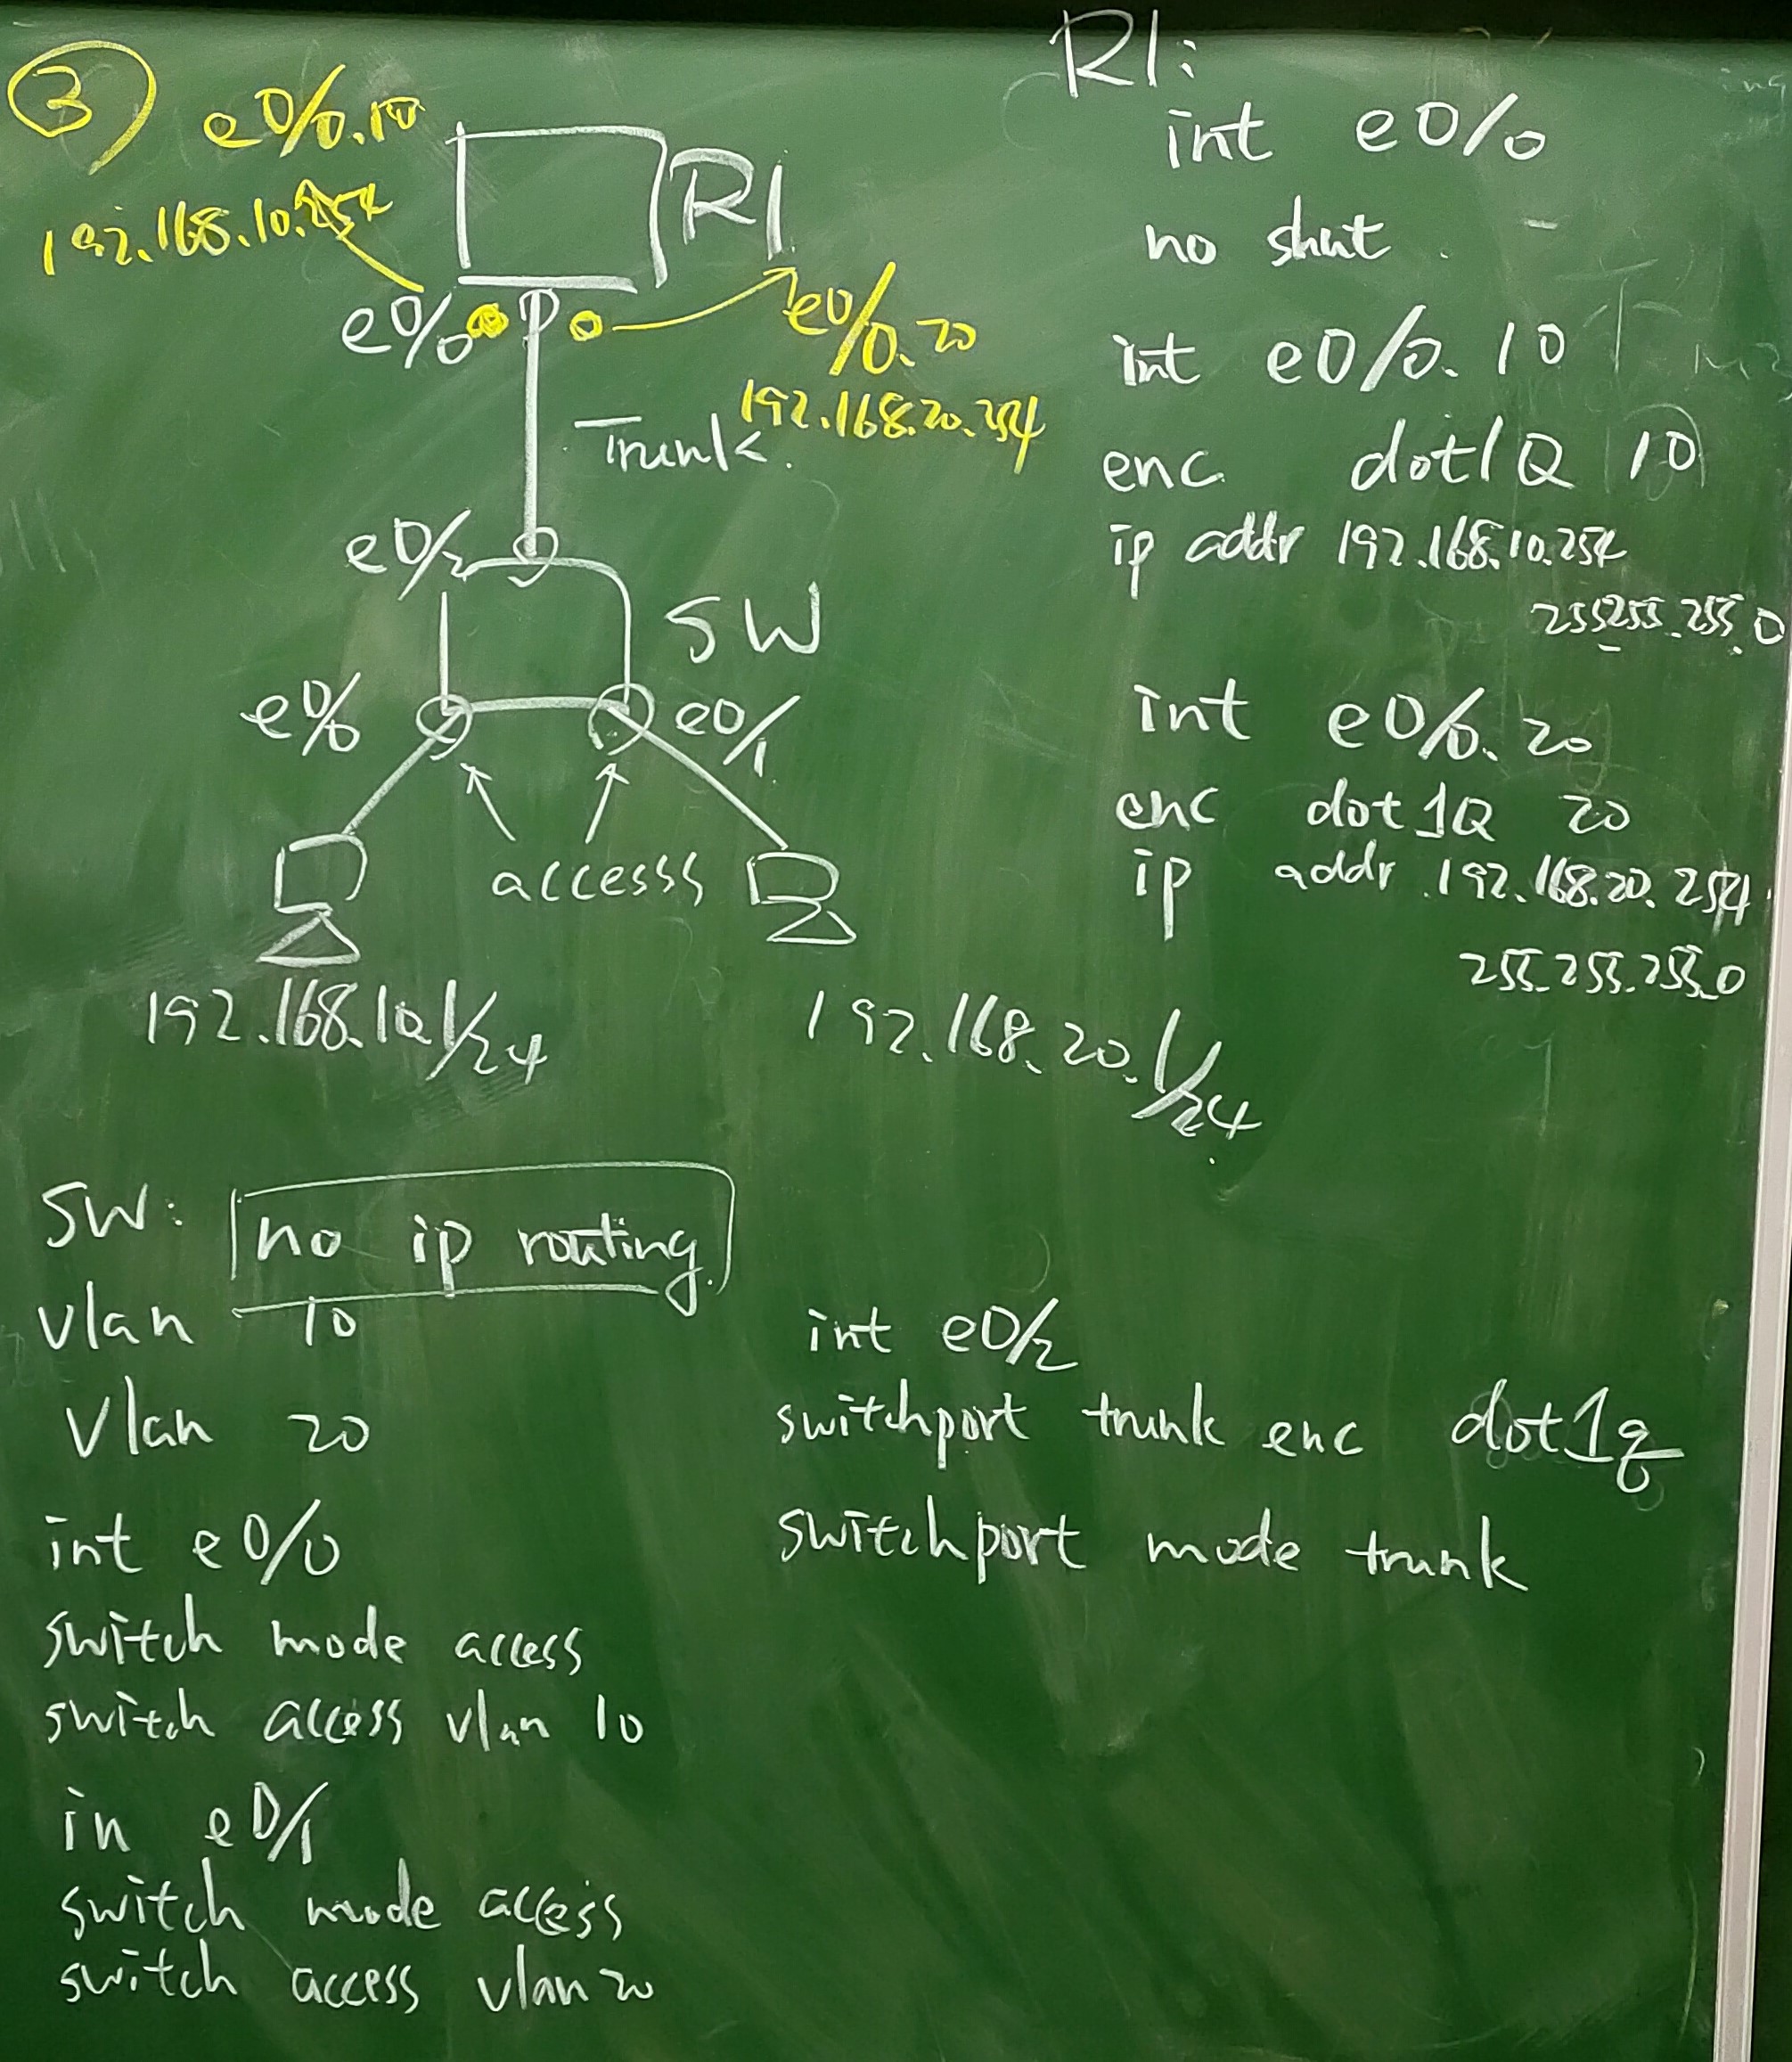 3
e0/0.10
192.168.10.254
R1
e0/0
e0/0.20
192.168.20.254
Trunk.
e0/2
SW
e0/0
e0/1
accesss
192.168.10.1/24
192.168.20.1/24
R1:
int e0/0
no shut
int e0/0.10
enc dot1Q 10
ip addr 192.168.10.254
255255.255.0
int e0/0.20
enc dot1Q 20
ip addr 192.168.20.254
255.255.255.0
SW: no ip routing
vlan 10
vlan 20
int e0/0
switch mode access
switch access vlan 10
in e0/1
switch mode access
switch access vlan 20
int e0/2
switchport trunk enc dot1q
switchport mode trunk